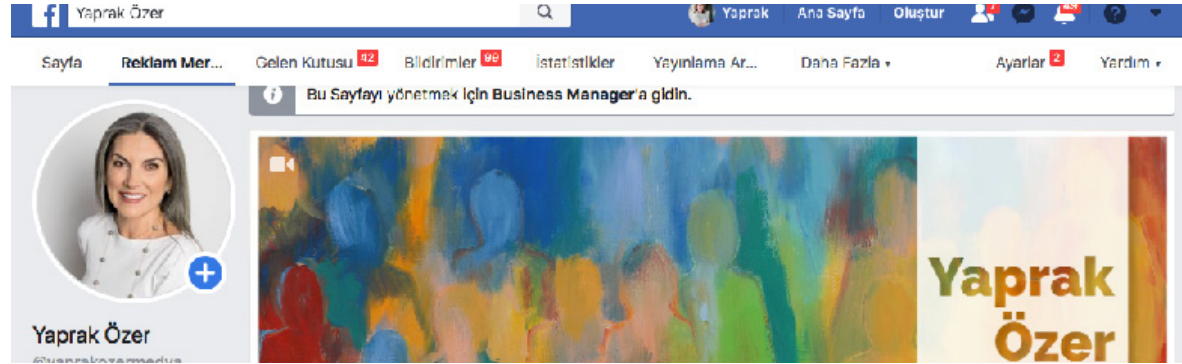 Yaprak Özer
Yaprak Ana Sayfa Oluştur
Sayfa Reklam Mer... Gelen Kutusu 42 Bildirimler 99 İstatistikler Yayınlama Ar... Daha Fazla Ayarlar 2 Yardım
Bu Sayfayı yönetmek için Business Manager'a gidin.
Yaprak
Özer
Yaprak Özer
@yaprakozermedya